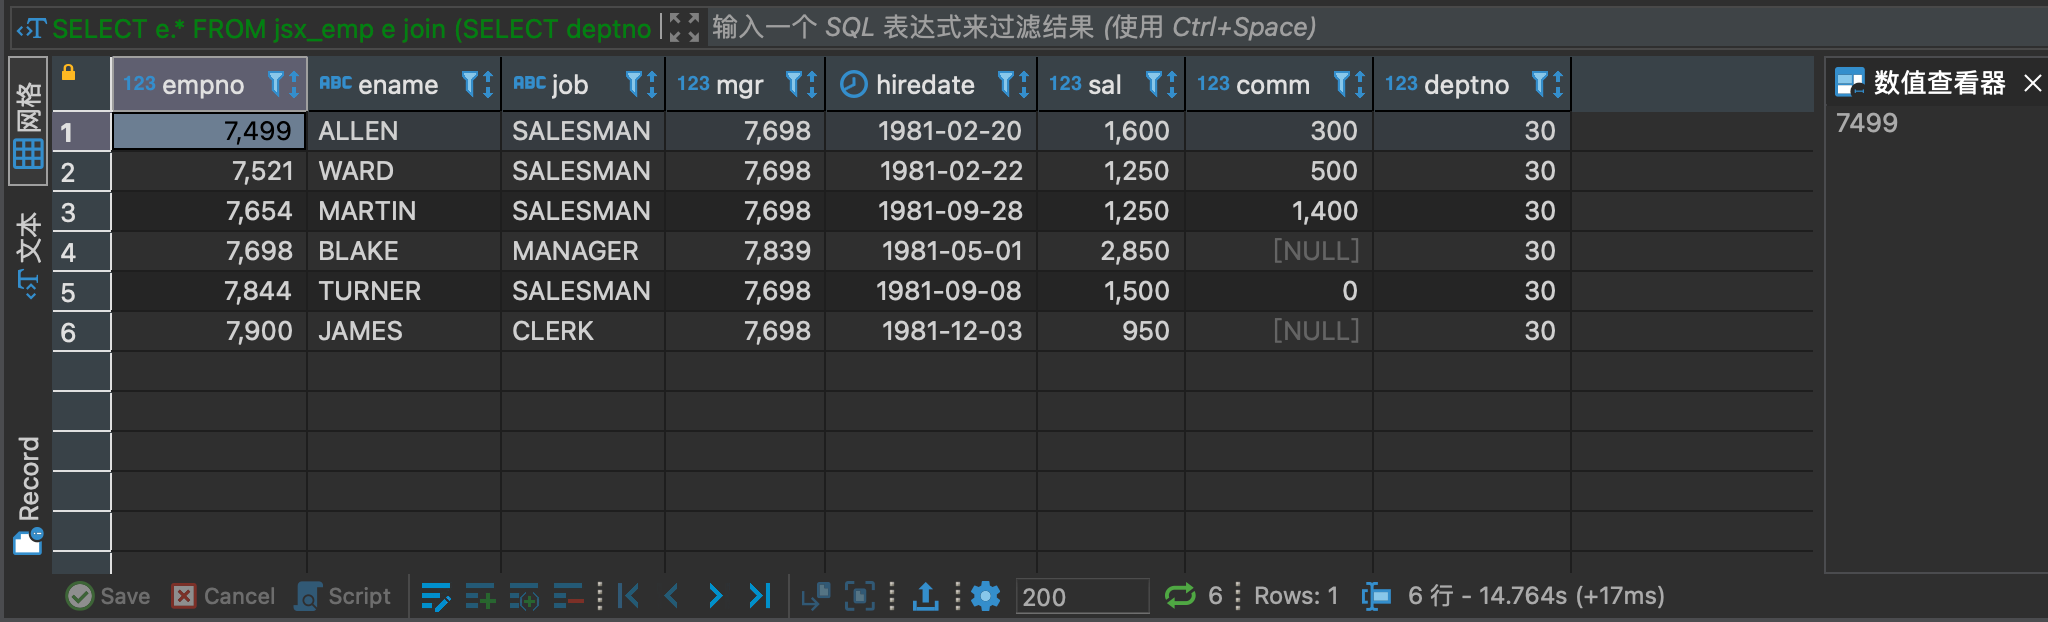 SELECT e.* FROM jsx_emp e join (SELECT deptno 输入一个 SQL 表达式来过滤结果 (使用 Ctrl+Space)
网格
文本
Record
123 empno ABC ename ABC job 123 mgr hiredate 123 sal 123 comm 123 deptno
1 7,499 ALLEN SALESMAN 7,698 1981-02-20 1,600 300 30
2 7,521 WARD SALESMAN 7,698 1981-02-22 1,250 500 30
3 7,654 MARTIN SALESMAN 7,698 1981-09-28 1,250 1,400 30
4 7,698 BLAKE MANAGER 7,839 1981-05-01 2,850 [NULL] 30
5 7,844 TURNER SALESMAN 7,698 1981-09-08 1,500 0 30
6 7,900 JAMES CLERK 7,698 1981-12-03 950 [NULL] 30
数值查看器
7499
Save Cancel Script 200 6 Rows: 1 6 行 - 14.764s (+17ms)